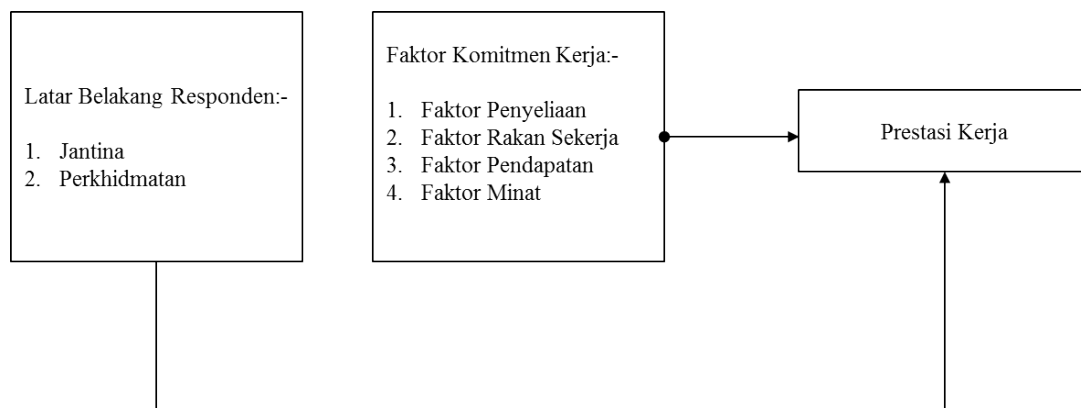 Latar Belakang Responden:-
1. Jantina
2. Perkhidmatan
Faktor Komitmen Kerja:-
1. Faktor Penyeliaan
2. Faktor Rakan Sekerja
3. Faktor Pendapatan
4. Faktor Minat
Prestasi Kerja